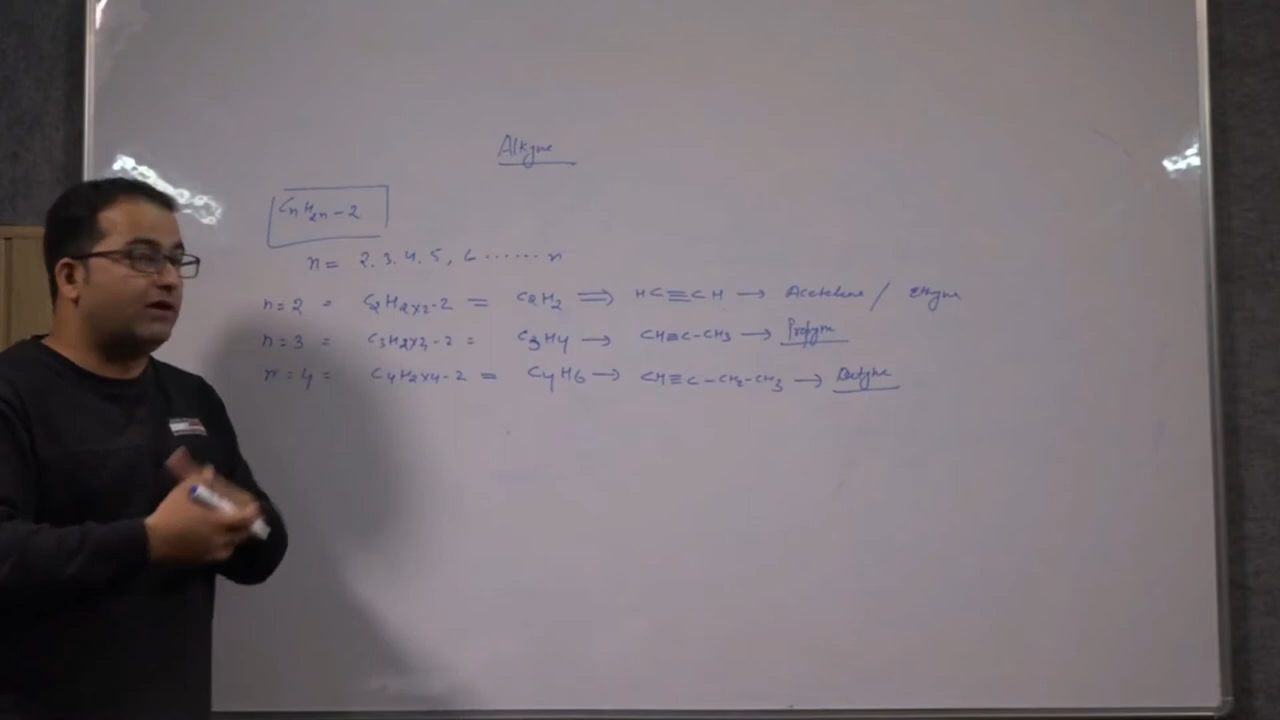 Alkyne
CnH2n-2
n = 2, 3, 4, 5, 6 ...... n
n=2 = C2H2x2-2 = C2H2 ⟹ HC≡CH → Aceteline / Ethyne
n=3 = C3H2x3-2 = C3H4 → CH≡C-CH3 → Propyne
n=4 = C4H2x4-2 = C4H6 → CH≡C-CH2-CH3 → Butyne